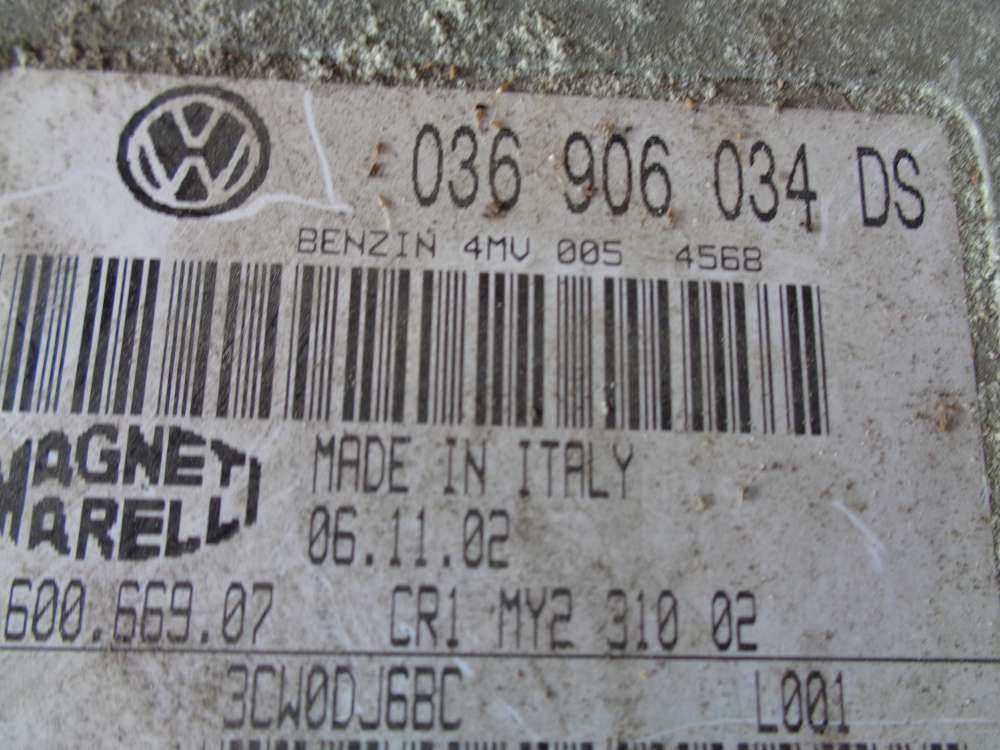 036 906 034 DS
BENZIN 4MV 005 4568
MAGNETI
MARELLI
MADE IN ITALY
06.11.02
600.669.07 CR1 MY2 310 02
3CW0DJ6BC L001